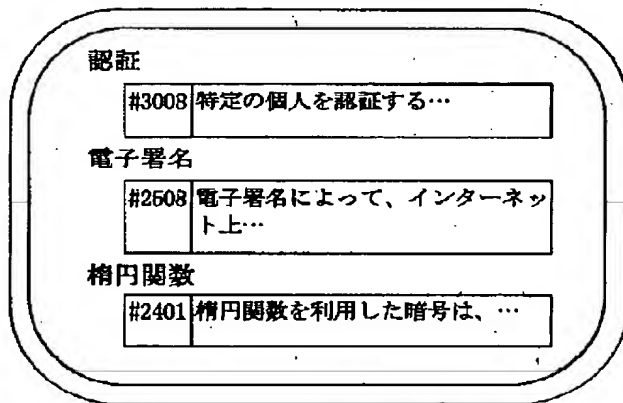 認証
#3008 特定の個人を認証する…
電子署名
#2508 電子署名によって、インターネッ
ト上…
楕円関数
#2401 楕円関数を利用した暗号は、…